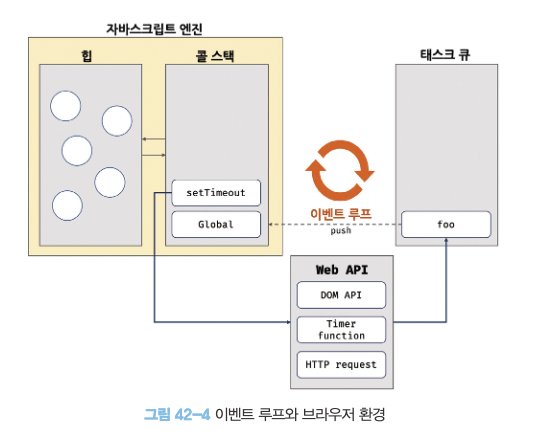 자바스크립트 엔진
힙
콜 스택
태스크 큐
setTimeout
Global
이벤트 루프
push
foo
Web API
DOM API
Timer
function
HTTP request
그림 42-4 이벤트 루프와 브라우저 환경